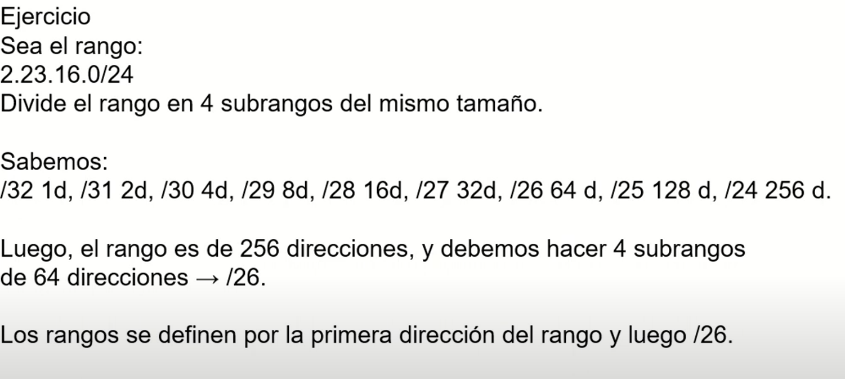 Ejercicio
Sea el rango:
2.23.16.0/24
Divide el rango en 4 subrangos del mismo tamaño.
Sabemos:
/32 1d, /31 2d, /30 4d, /29 8d, /28 16d, /27 32d, /26 64 d, /25 128 d, /24 256 d.
Luego, el rango es de 256 direcciones, y debemos hacer 4 subrangos
de 64 direcciones → /26.
Los rangos se definen por la primera dirección del rango y luego /26.